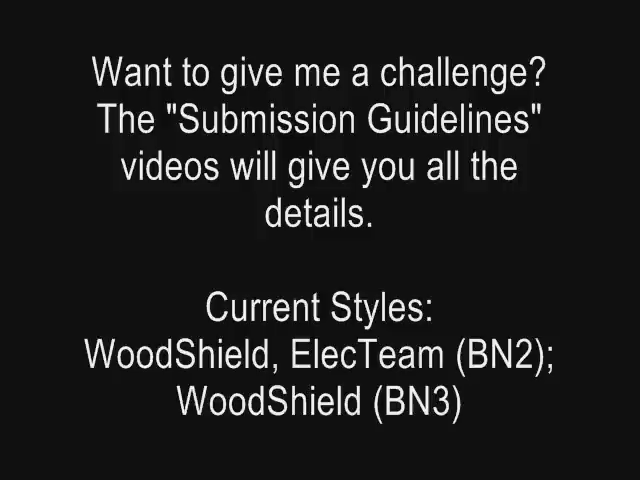 Want to give me a challenge?
The "Submission Guidelines"
videos will give you all the
details.
Current Styles:
WoodShield, ElecTeam (BN2);
WoodShield (BN3)